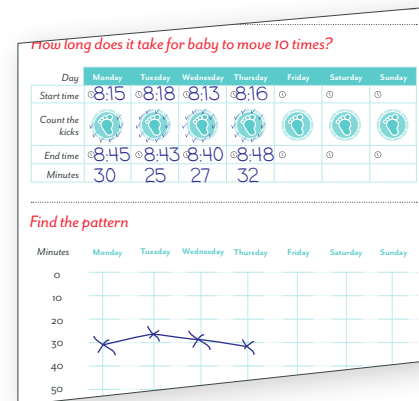 How long does it take for baby to move 10 times?
Day Monday Tuesday Wednesday Thursday Friday Saturday Sunday
Start time 8:15 8:18 8:13 8:16
Count the
kicks
End time 8:45 8:43 8:40 8:48
Minutes 30 25 27 32
Find the pattern
Minutes Monday Tuesday Wednesday Thursday Friday Saturday Sunday
0
10
20
30
40
50